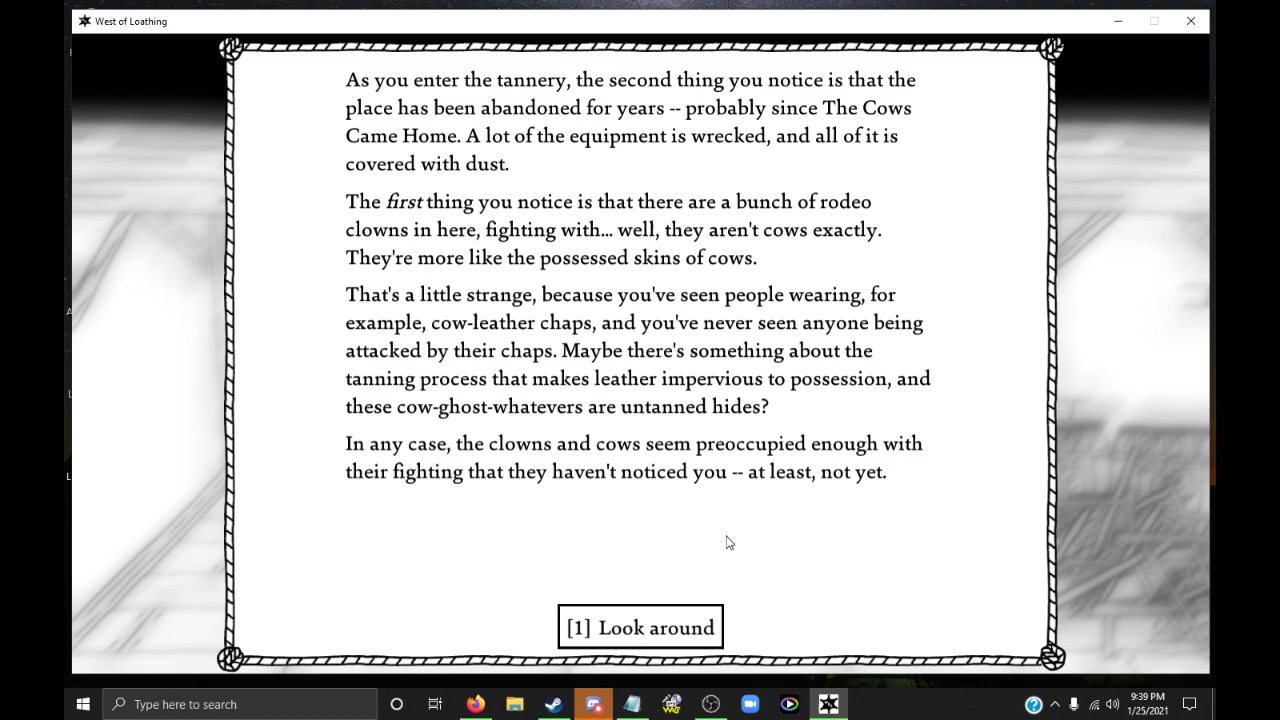 West of Loathing
As you enter the tannery, the second thing you notice is that the
place has been abandoned for years -- probably since The Cows
Came Home. A lot of the equipment is wrecked, and all of it is
covered with dust.
The first thing you notice is that there are a bunch of rodeo
clowns in here, fighting with... well, they aren't cows exactly.
They're more like the possessed skins of cows.
That's a little strange, because you've seen people wearing, for
example, cow-leather chaps, and you've never seen anyone being
attacked by their chaps. Maybe there's something about the
tanning process that makes leather impervious to possession, and
these cow-ghost-whatevers are untanned hides?
In any case, the clowns and cows seem preoccupied enough with
their fighting that they haven't noticed you -- at least, not yet.
[1] Look around
Type here to search
9:39 PM
1/25/2021